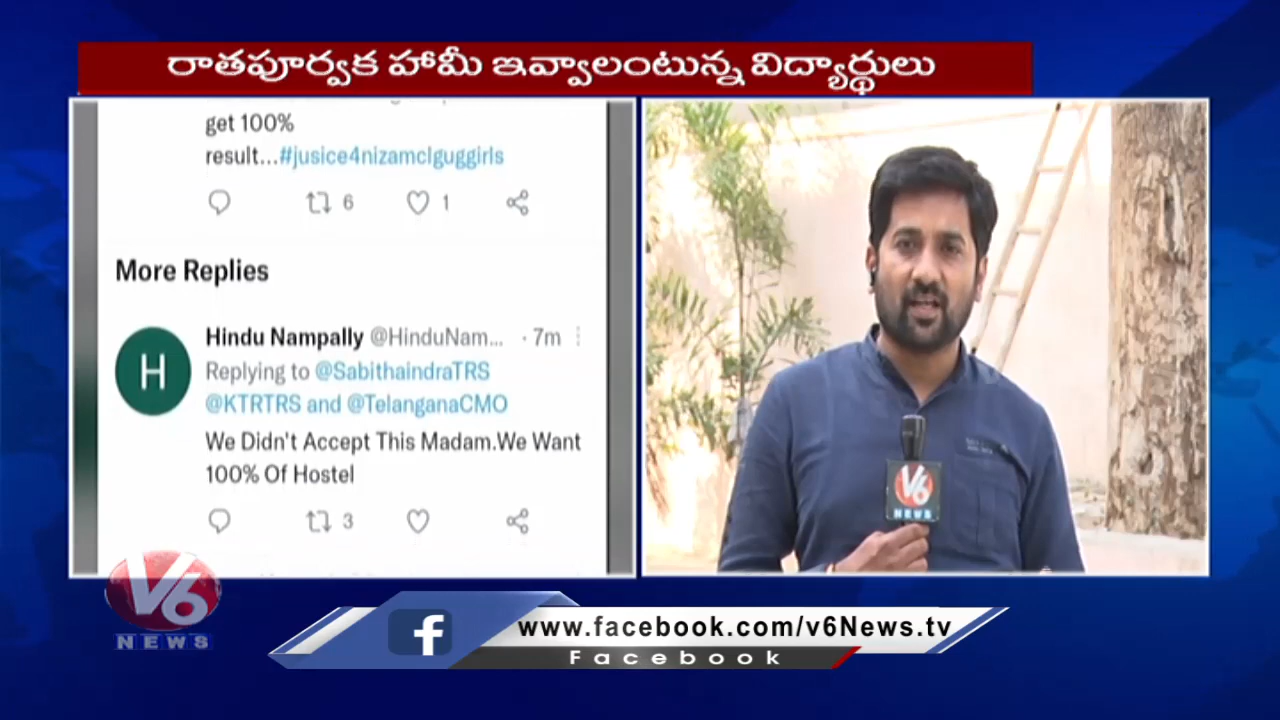 రాతపూర్వక హామీ ఇవ్వాలంటున్న విద్యార్థులు
get 100%
result...#jusice4nizamclguggirls
6
1
More Replies
H
Hindu Nampally @HinduNam... · 7m
Replying to @SabithaindraTRS
@KTRTRS and @TelanganaCMO
We Didn't Accept This Madam.We Want
100% Of Hostel
3
V6
NEWS
V6
NEWS
f
www.facebook.com/v6News.tv
Facebook